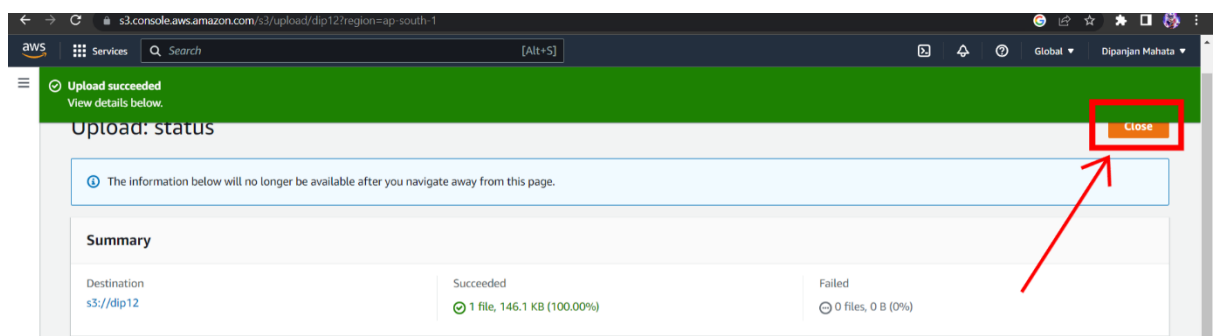 s3.console.aws.amazon.com/s3/upload/dip12?region=ap-south-1
aws Services Search [Alt+S] Global Dipanjan Mahata
Upload succeeded
View details below.
Upload: status Close
The information below will no longer be available after you navigate away from this page.
Summary
Destination Succeeded Failed
s3://dip12 1 file, 146.1 KB (100.00%) 0 files, 0 B (0%)